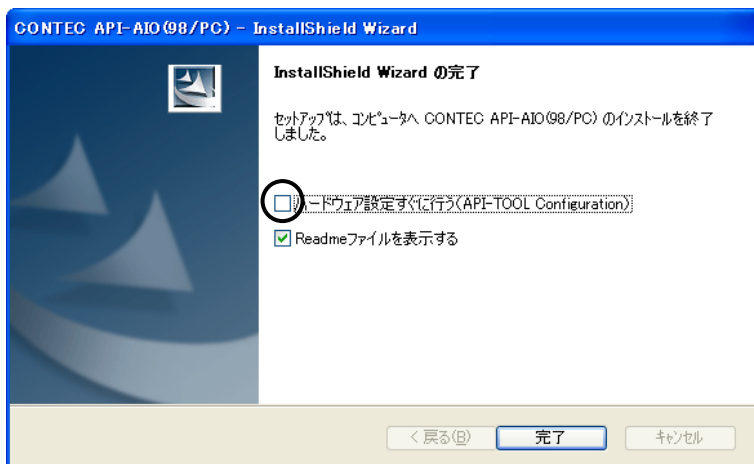 CONTEC API-AIO(98/PC) - InstallShield Wizard
InstallShield Wizard の完了
セットアップは、コンピュータへ CONTEC API-AIO(98/PC) のインストールを終了
しました。
ハードウェア設定すぐに行う(API-TOOL Configuration)
Readmeファイルを表示する
< 戻る(B) 完了 キャンセル